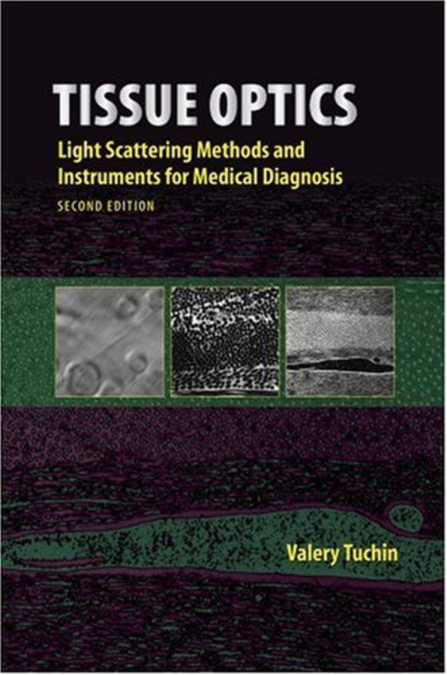 TISSUE OPTICS
Light Scattering Methods and
Instruments for Medical Diagnosis
SECOND EDITION
Valery Tuchin